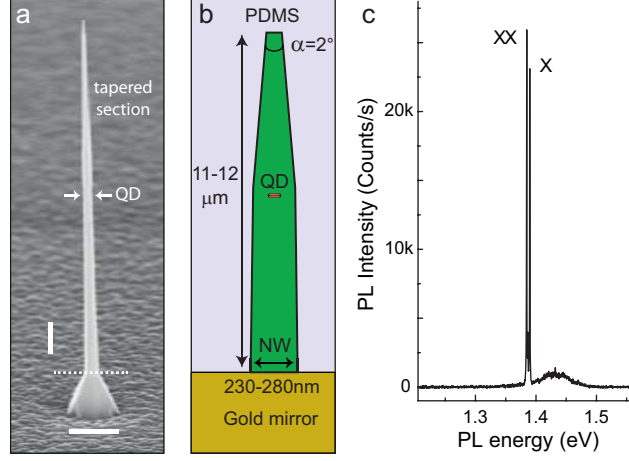 a
tapered
section
QD
b
PDMS
α=2°
11-12
μm
QD
NW
230-280nm
Gold mirror
c
XX
X
20k
10k
0
1.3
1.4
1.5
PL Intensity (Counts/s)
PL energy (eV)